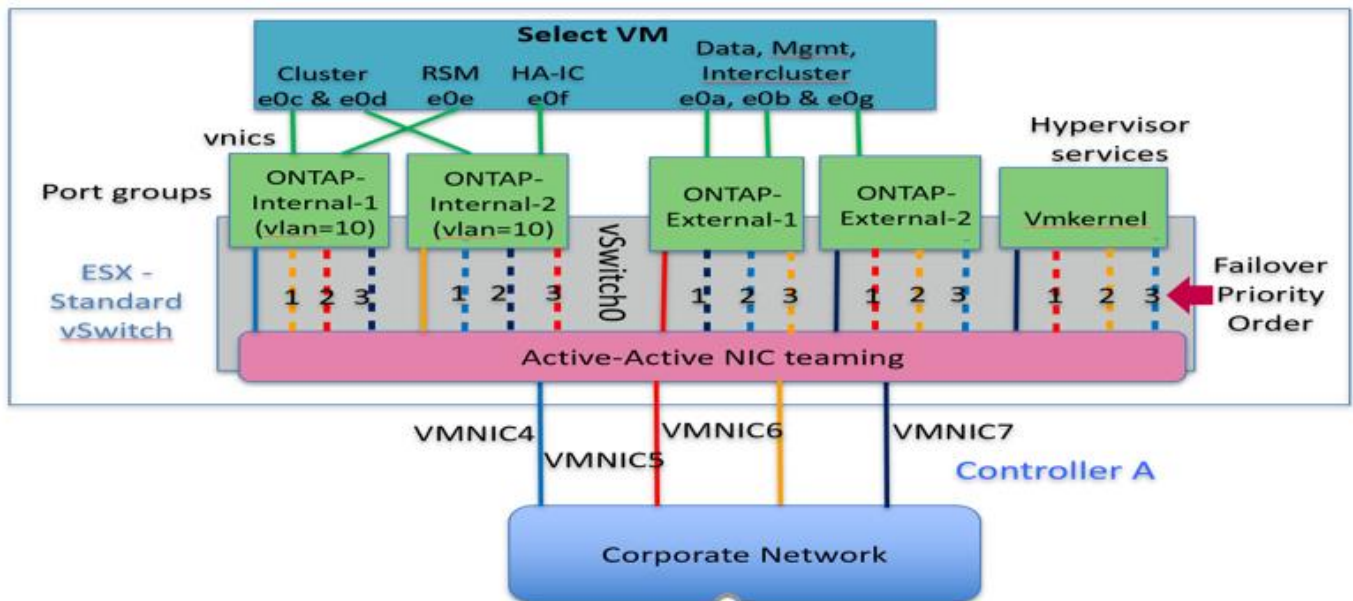 Select VM
Cluster
e0c & e0d
RSM
e0e
HA-IC
e0f
Data, Mgmt,
Intercluster
e0a, e0b & e0g
vnics
Hypervisor
services
Port groups
ONTAP-
Internal-1
(vlan=10)
ONTAP-
Internal-2
(vlan=10)
ONTAP-
External-1
ONTAP-
External-2
Vmkernel
ESX -
Standard
vSwitch
vSwitch0
1 2 3
1 2 3
1 2 3
1 2 3
1 2 3
Failover
Priority
Order
Active-Active NIC teaming
VMNIC4
VMNIC5
VMNIC6
VMNIC7
Controller A
Corporate Network